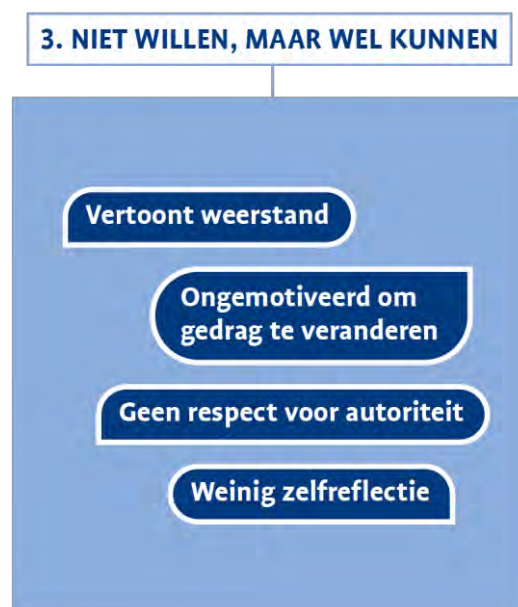 3. NIET WILLEN, MAAR WEL KUNNEN
Vertoont weerstand
Ongemotiveerd om
gedrag te veranderen
Geen respect voor autoriteit
Weinig zelfreflectie